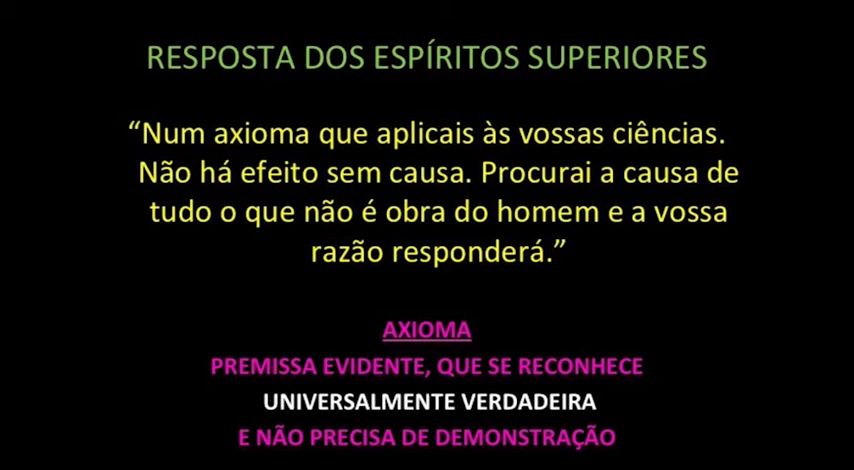 RESPOSTA DOS ESPÍRITOS SUPERIORES
“Num axioma que aplicais às vossas ciências.
Não há efeito sem causa. Procurai a causa de
tudo o que não é obra do homem e a vossa
razão responderá.”
AXIOMA
PREMISSA EVIDENTE, QUE SE RECONHECE
UNIVERSALMENTE VERDADEIRA
E NÃO PRECISA DE DEMONSTRAÇÃO